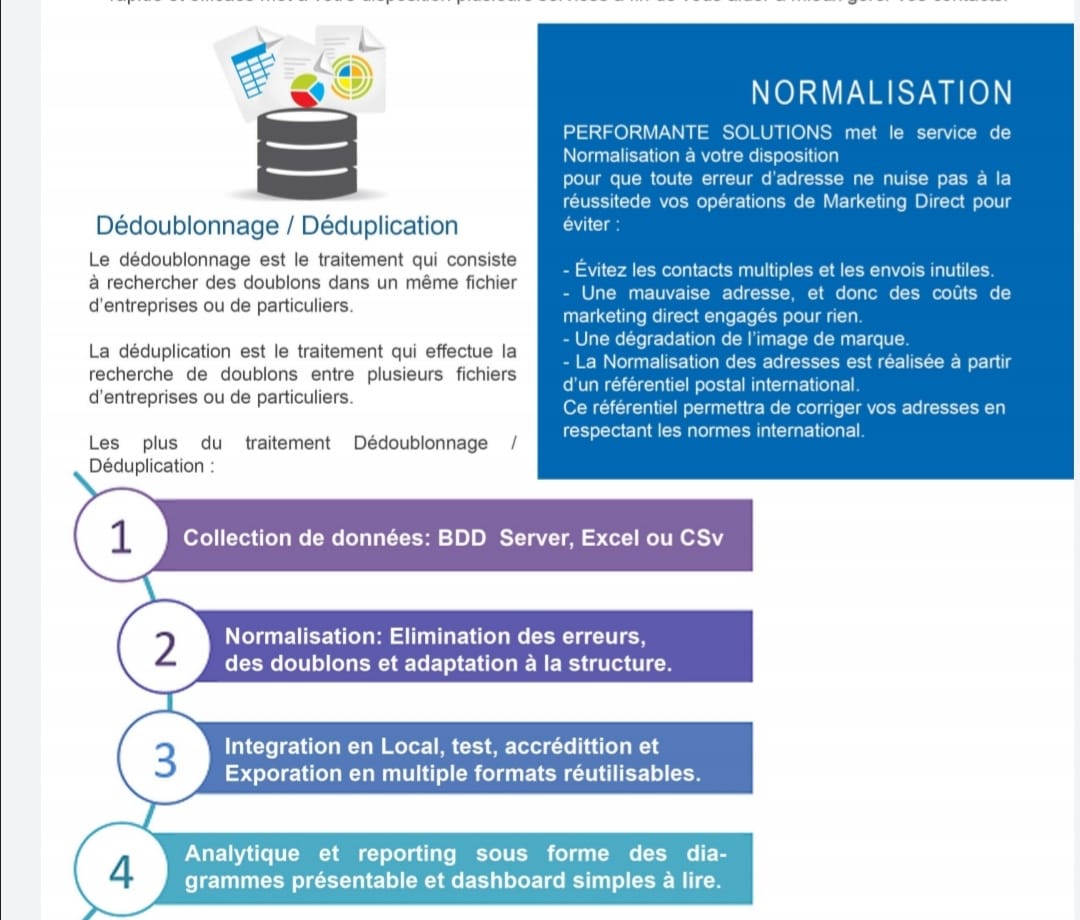 Dédoublonnage / Déduplication
Le dédoublonnage est le traitement qui consiste
à rechercher des doublons dans un même fichier
d'entreprises ou de particuliers.
La déduplication est le traitement qui effectue la
recherche de doublons entre plusieurs fichiers
d'entreprises ou de particuliers.
Les plus du traitement Dédoublonnage /
Déduplication :
NORMALISATION
PERFORMANTE SOLUTIONS met le service de
Normalisation à votre disposition
pour que toute erreur d'adresse ne nuise pas à la
réussitede vos opérations de Marketing Direct pour
éviter :
- Évitez les contacts multiples et les envois inutiles.
- Une mauvaise adresse, et donc des coûts de
marketing direct engagés pour rien.
- Une dégradation de l'image de marque.
- La Normalisation des adresses est réalisée à partir
d'un référentiel postal international.
Ce référentiel permettra de corriger vos adresses en
respectant les normes international.
1
Collection de données: BDD Server, Excel ou CSv
2
Normalisation: Elimination des erreurs,
des doublons et adaptation à la structure.
3
Integration en Local, test, accrédittion et
Exporation en multiple formats réutilisables.
4
Analytique et reporting sous forme des dia-
grammes présentable et dashboard simples à lire.